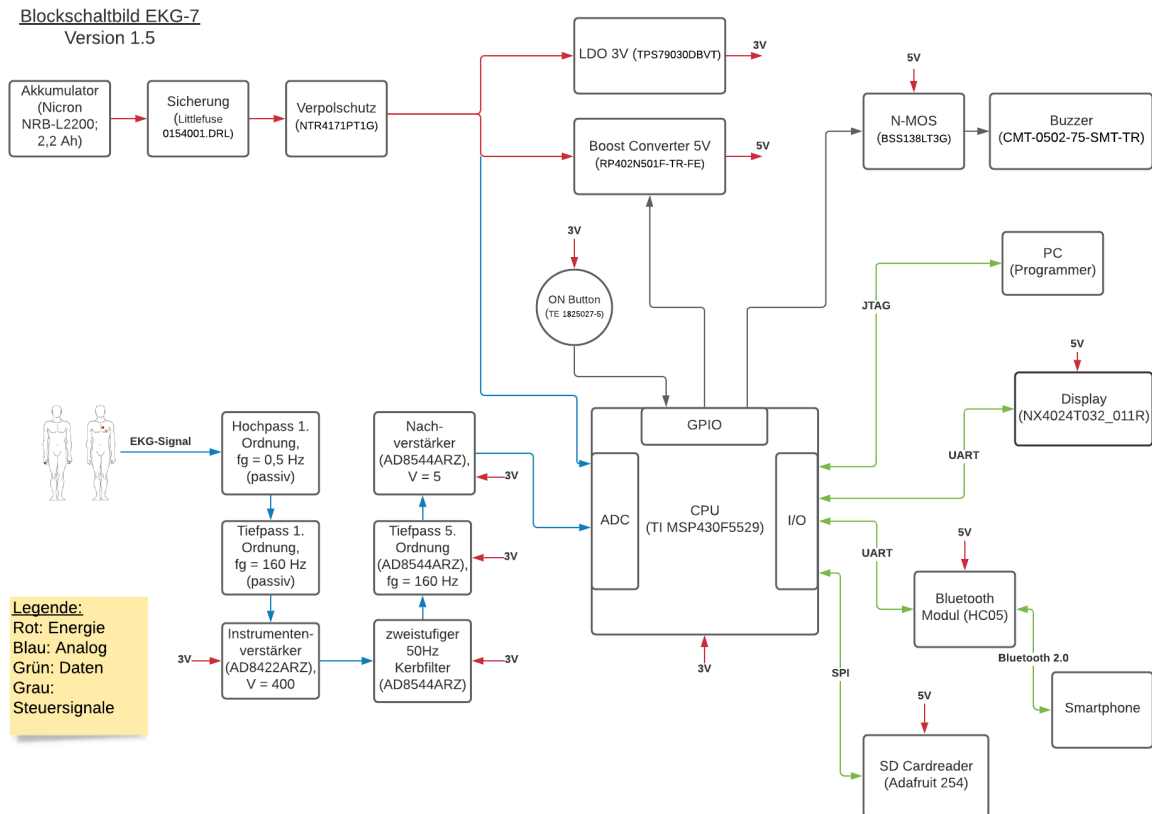 Blockschaltbild EKG-7
Version 1.5
Akkumulator
(Nicron
NRB-L2200;
2,2 Ah)
Sicherung
(Littlefuse
0154001.DRL)
Verpolschutz
(NTR4171PT1G)
LDO 3V (TPS79030DBVT)
3V
Boost Converter 5V
(RP402N501F-TR-FE)
5V
5V
N-MOS
(BSS138LT3G)
Buzzer
(CMT-0502-75-SMT-TR)
3V
ON Button
(TE 1825027-5)
PC
(Programmer)
JTAG
5V
Display
(NX4024T032_011R)
UART
EKG-Signal
Hochpass 1.
Ordnung,
fg = 0,5 Hz
(passiv)
Tiefpass 1.
Ordnung,
fg = 160 Hz
(passiv)
3V
Instrumenten-
verstärker
(AD8422ARZ),
V = 400
zweistufiger
50Hz
Kerbfilter
(AD8544ARZ)
3V
Tiefpass 5.
Ordnung
(AD8544ARZ),
fg = 160 Hz
3V
Nach-
verstärker
(AD8544ARZ),
V = 5
3V
GPIO
ADC
CPU
(TI MSP430F5529)
I/O
3V
UART
5V
Bluetooth
Modul (HC05)
Bluetooth 2.0
Smartphone
SPI
5V
SD Cardreader
(Adafruit 254)
Legende:
Rot: Energie
Blau: Analog
Grün: Daten
Grau:
Steuersignale